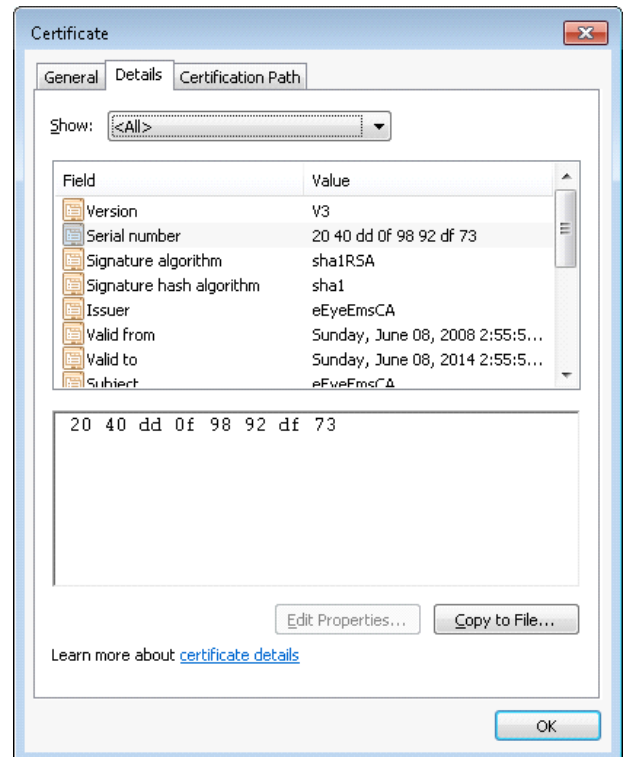 Certificate
General Details Certification Path
Show: <All>
Field Value
Version V3
Serial number 20 40 dd 0f 98 92 df 73
Signature algorithm sha1RSA
Signature hash algorithm sha1
Issuer eEyeEmsCA
Valid from Sunday, June 08, 2008 2:55:5...
Valid to Sunday, June 08, 2014 2:55:5...
Subject eEyeEmsCA
20 40 dd 0f 98 92 df 73
Edit Properties... Copy to File...
Learn more about certificate details
OK